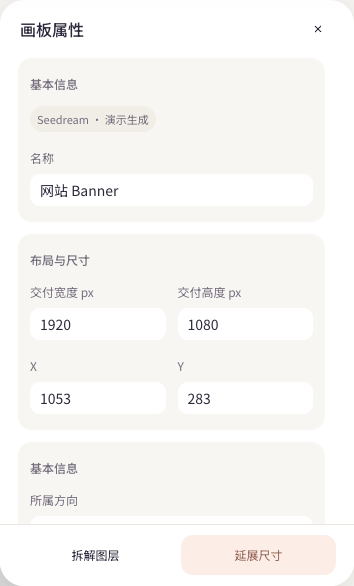 画板属性
×
基本信息
Seedream · 演示生成
名称
网站 Banner
布局与尺寸
交付宽度 px
交付高度 px
1920
1080
X
Y
1053
283
基本信息
所属方向
拆解图层
延展尺寸